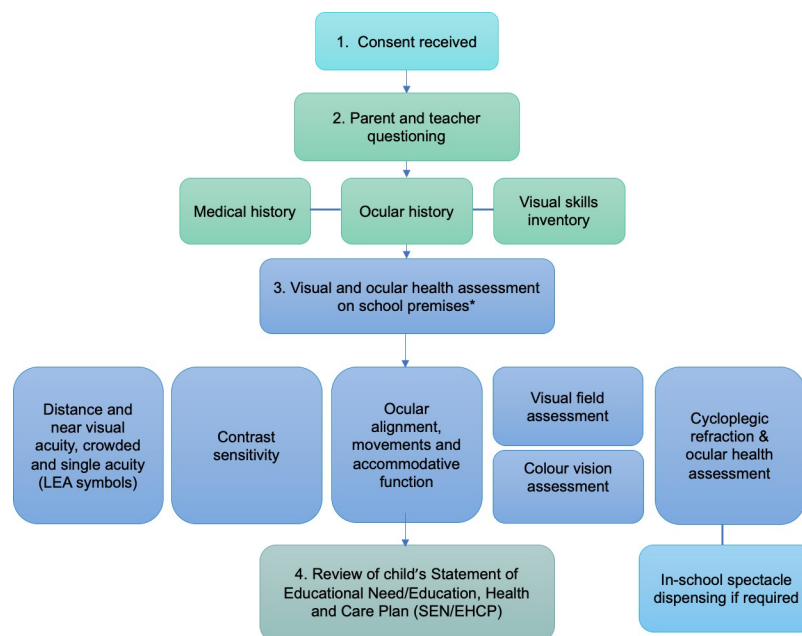 1. Consent received
2. Parent and teacher
questioning
Medical history
Ocular history
Visual skills
inventory
3. Visual and ocular health assessment
on school premises*
Distance and
near visual
acuity, crowded
and single acuity
(LEA symbols)
Contrast
sensitivity
Ocular
alignment,
movements and
accommodative
function
Visual field
assessment
Colour vision
assessment
Cycloplegic
refraction &
ocular health
assessment
4. Review of child's Statement of
Educational Need/Education, Health
and Care Plan (SEN/EHCP)
In-school spectacle
dispensing if required